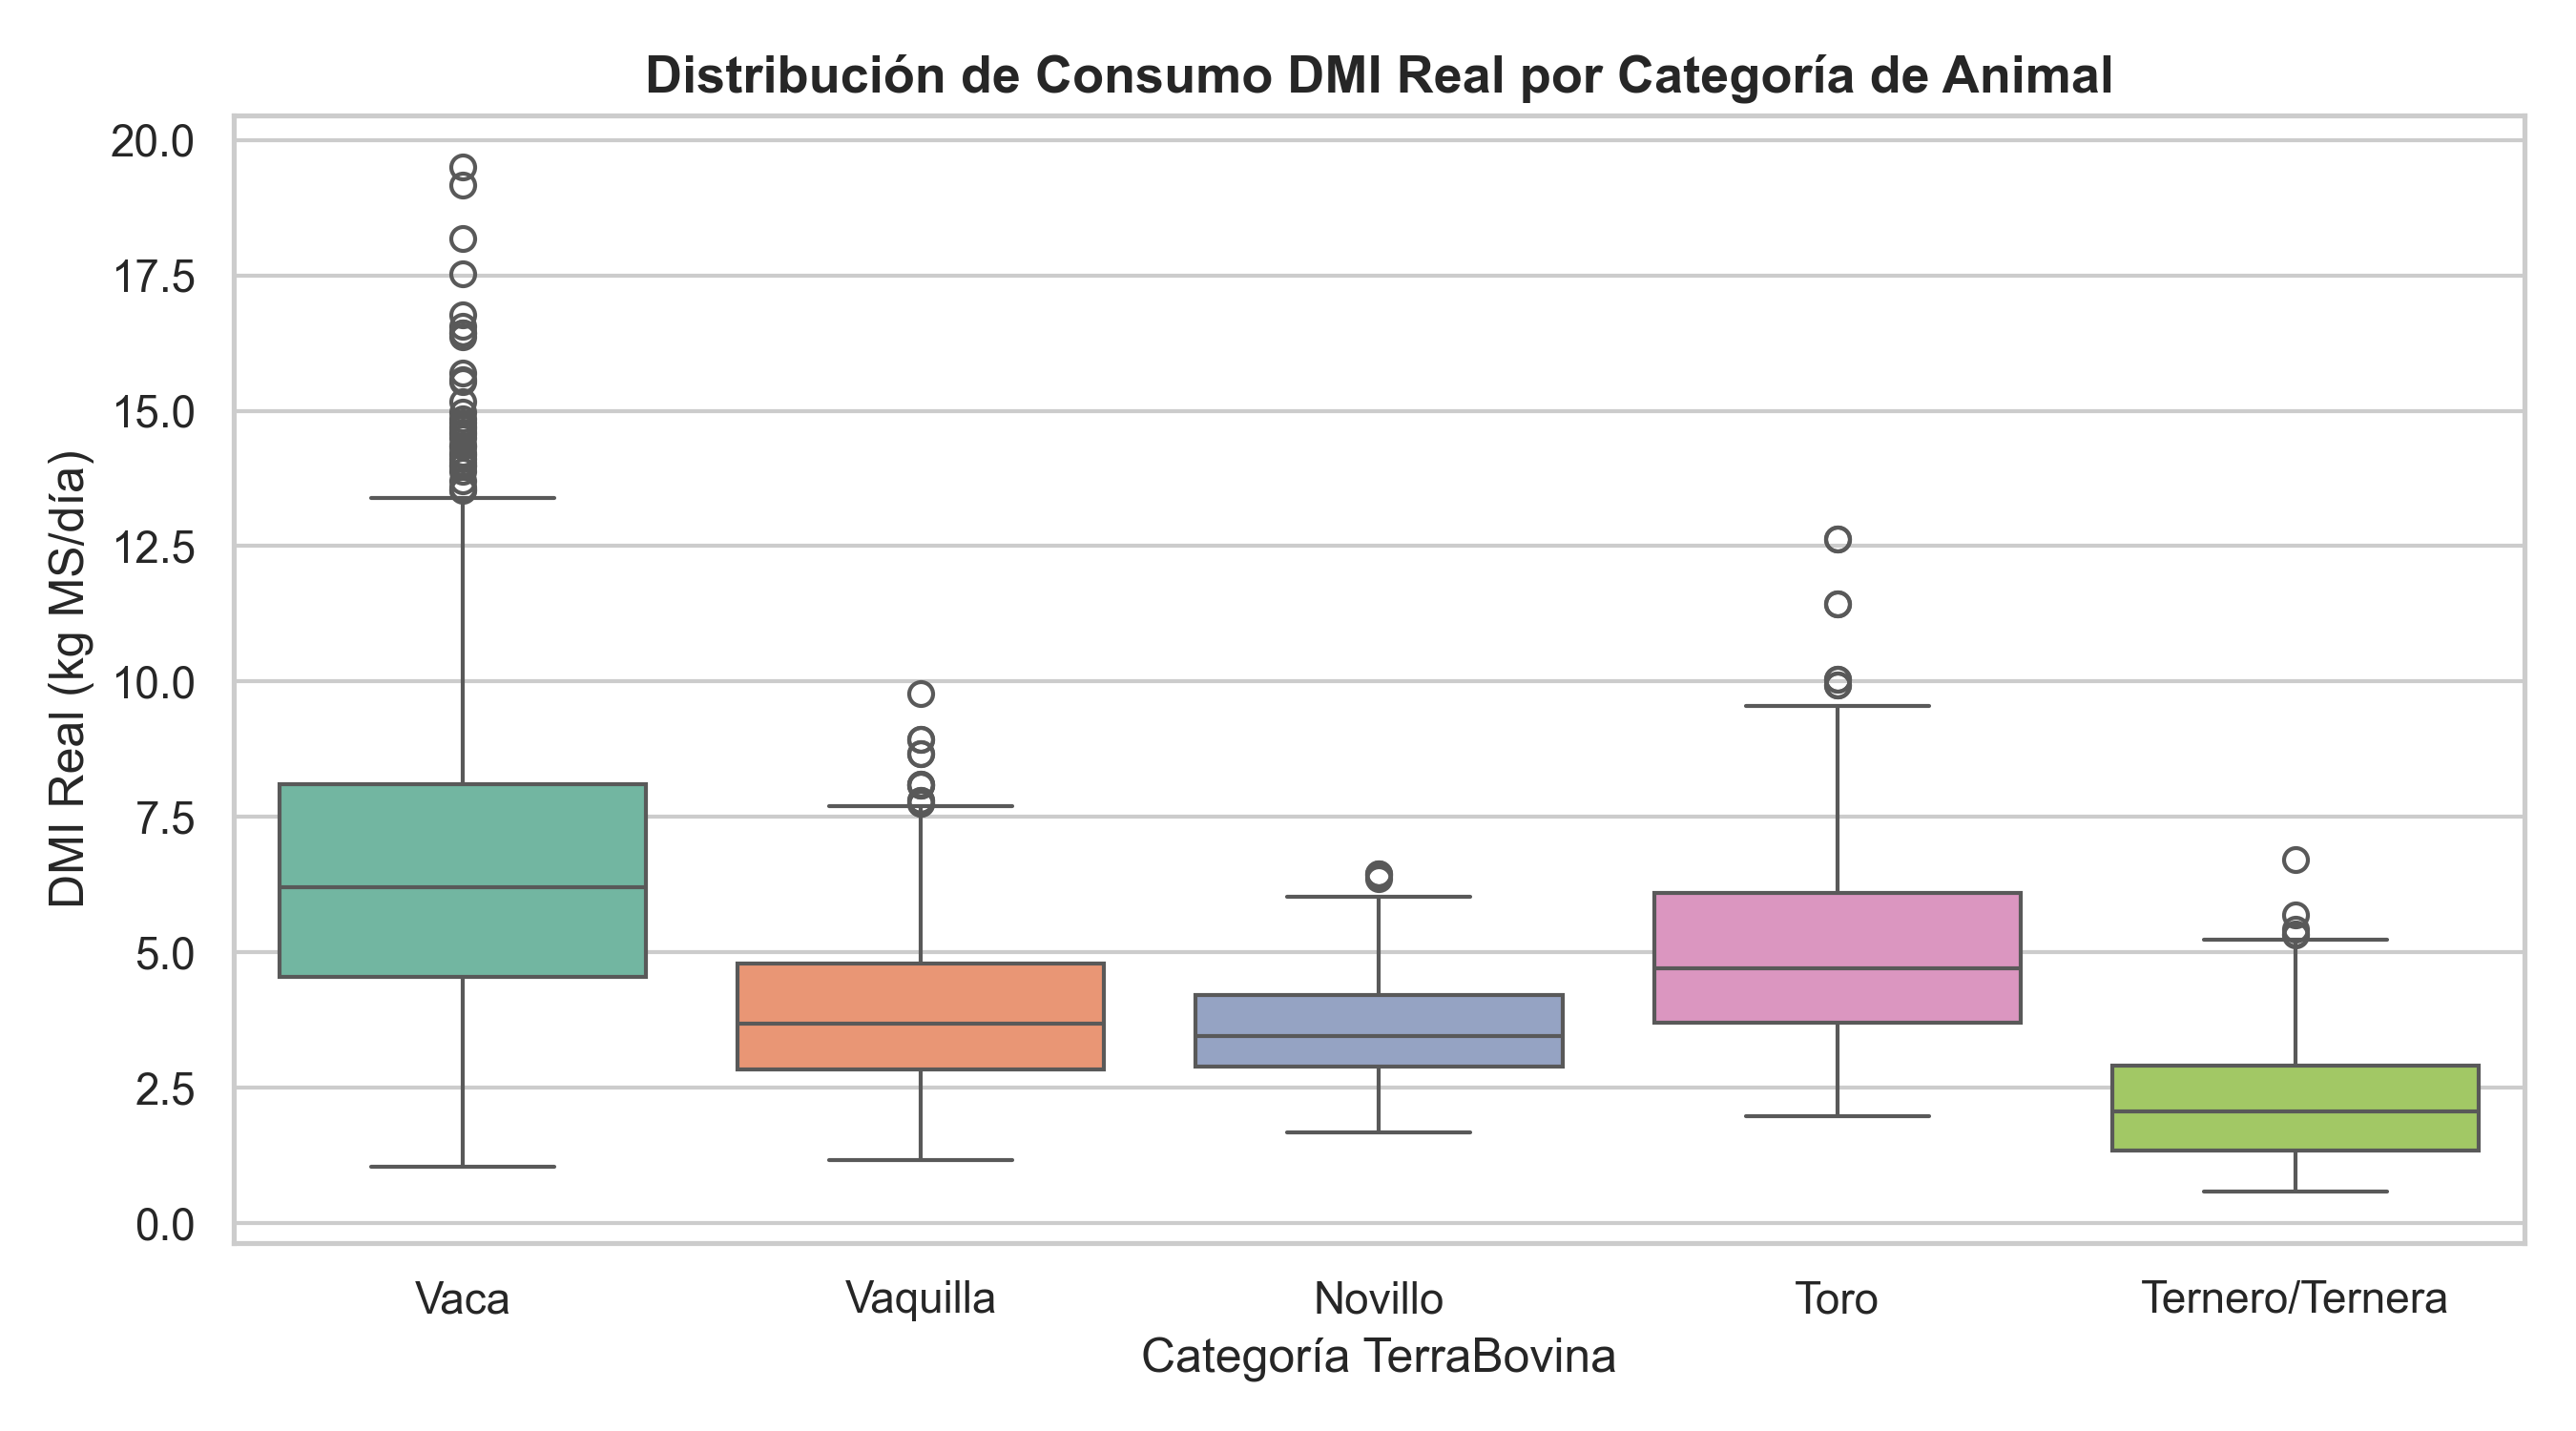 Distribución de Consumo DMI Real por Categoría de Animal
DMI Real (kg MS/día)
20.0
17.5
15.0
12.5
10.0
7.5
5.0
2.5
0.0
Vaca
Vaquilla
Novillo
Toro
Ternero/Ternera
Categoría TerraBovina